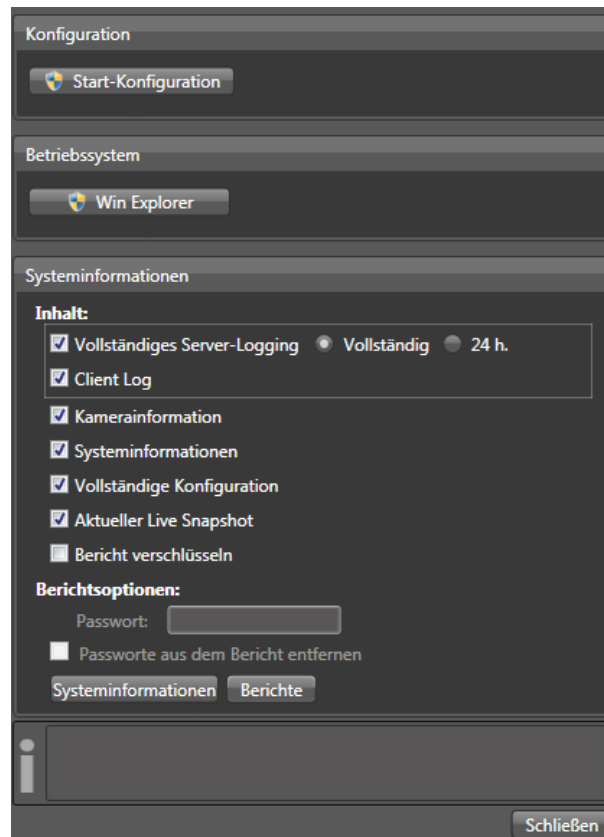 Konfiguration
Start-Konfiguration
Betriebssystem
Win Explorer
Systeminformationen
Inhalt:
Vollständiges Server-Logging Vollständig 24 h.
Client Log
Kamerainformation
Systeminformationen
Vollständige Konfiguration
Aktueller Live Snapshot
Bericht verschlüsseln
Berichtsoptionen:
Passwort:
Passworte aus dem Bericht entfernen
Systeminformationen Berichte
Schließen